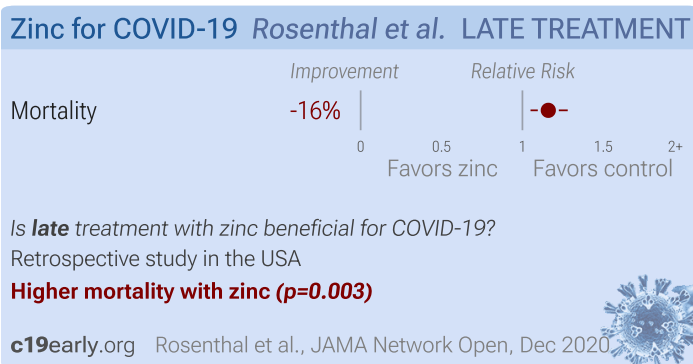 Zinc for COVID-19 Rosenthal et al. LATE TREATMENT
Improvement Relative Risk
Mortality -16%
0 0.5 1 1.5 2+
Favors zinc Favors control
Is late treatment with zinc beneficial for COVID-19?
Retrospective study in the USA
Higher mortality with zinc (p=0.003)
c19early.org Rosenthal et al., JAMA Network Open, Dec 2020